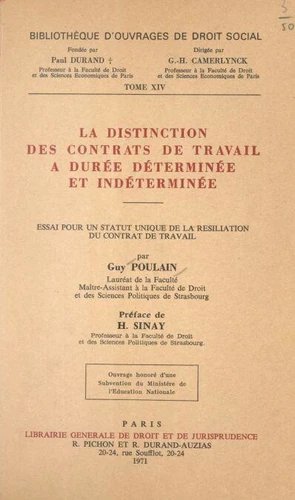 BIBLIOTHÈQUE D'OUVRAGES DE DROIT SOCIAL
Fondée par
Paul DURAND †
Professeur à la Faculté de Droit
et des Sciences Economiques de Paris
Dirigée par
G.-H. CAMERLYNCK
Professeur à la Faculté de Droit
et des Sciences Economiques de Paris
TOME XIV
LA DISTINCTION
DES CONTRATS DE TRAVAIL
A DURÉE DÉTERMINÉE
ET INDÉTERMINÉE
ESSAI POUR UN STATUT UNIQUE DE LA RESILIATION
DU CONTRAT DE TRAVAIL
par
Guy POULAIN
Lauréat de la Faculté
Maître-Assistant à la Faculté de Droit
et des Sciences Politiques de Strasbourg
Préface de
H. SINAY
Professeur à la Faculté de Droit
et des Sciences Politiques de Strasbourg.
Ouvrage honoré d'une
Subvention du Ministère de
l'Éducation Nationale
PARIS
LIBRAIRIE GENERALE DE DROIT ET DE JURISPRUDENCE
R. PICHON ET R. DURAND-AUZIAS
20-24, rue Soufflot, 20-24
1971